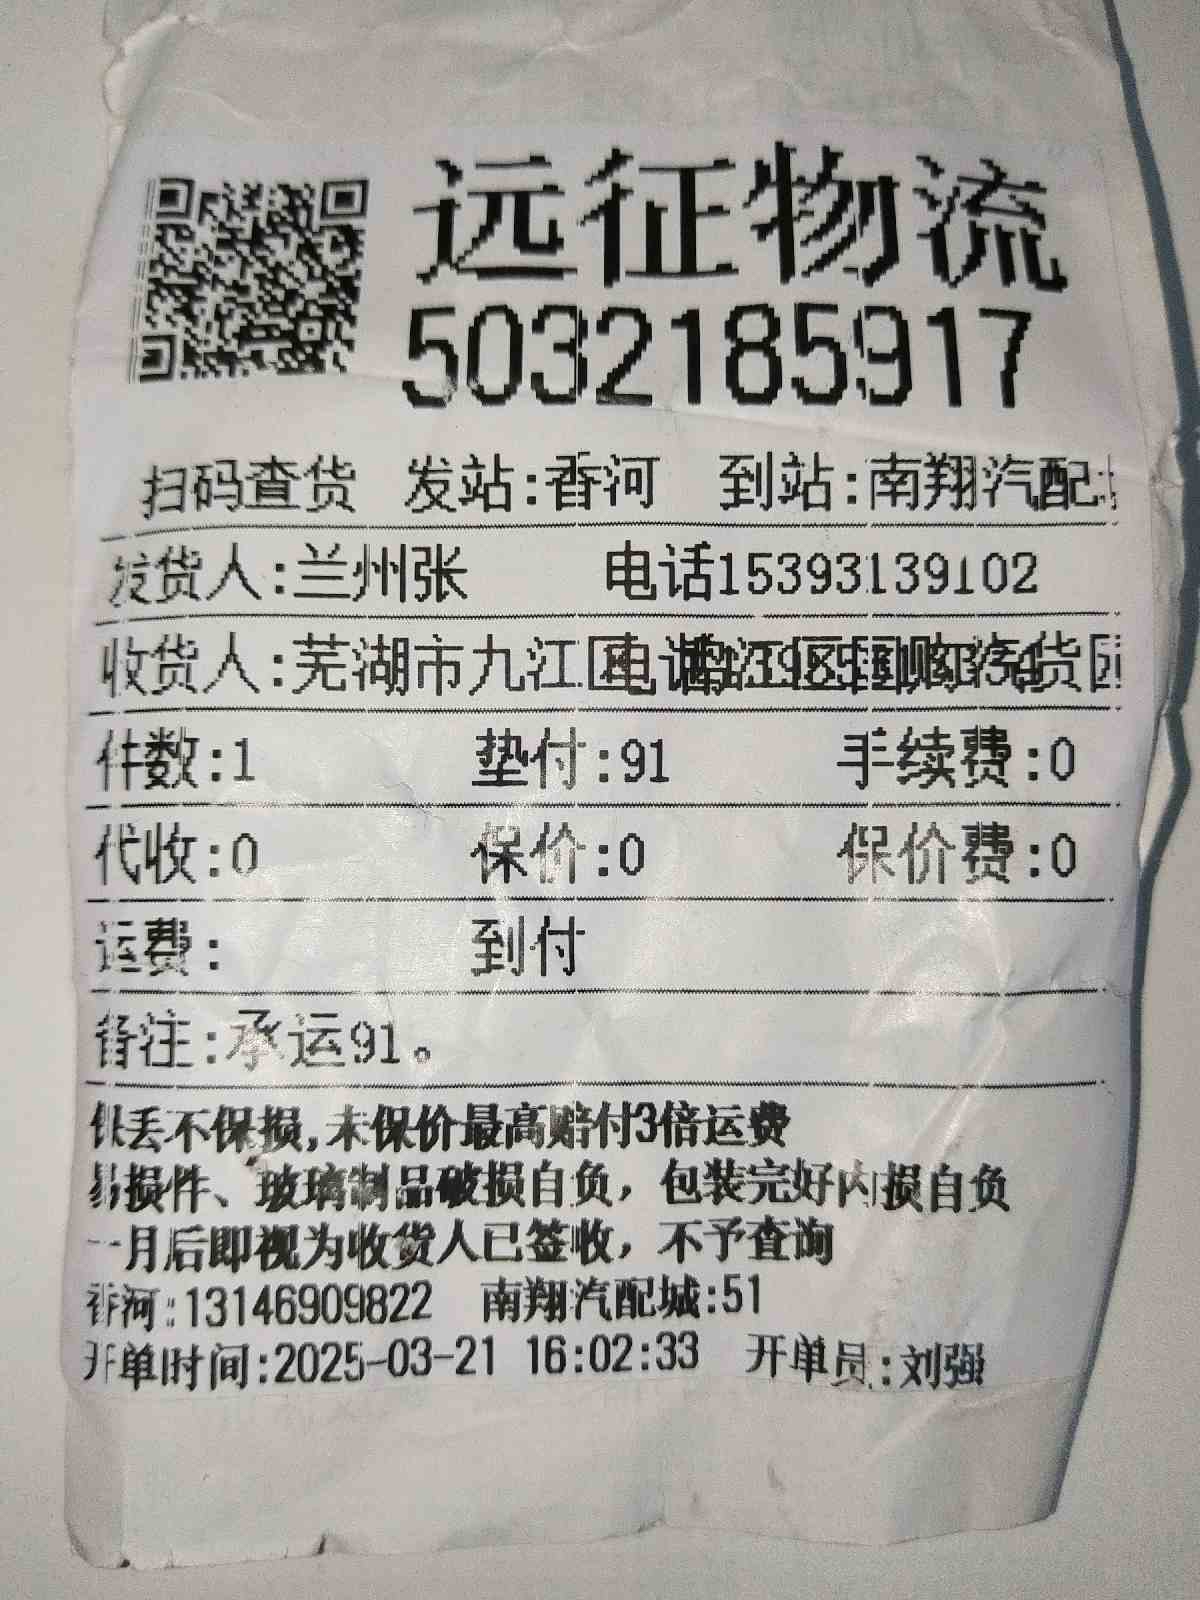 远征物流
5032185917
扫码查货 发站:香河 到站:南翔汽配
发货人:兰州张 电话15393139102
收货人:芜湖市九江区电话
件数:1 垫付:91 手续费:0
代收:0 保价:0 保价费:0
运费: 到付
备注:承运91。
保丢不保损,未保价最高赔付3倍运费
易损件、玻璃制品破损自负，包装完好内损自负
一月后即视为收货人已签收，不予查询
香河:13146909822 南翔汽配城:51
开单时间:2025-03-21 16:02:33 开单员:刘强